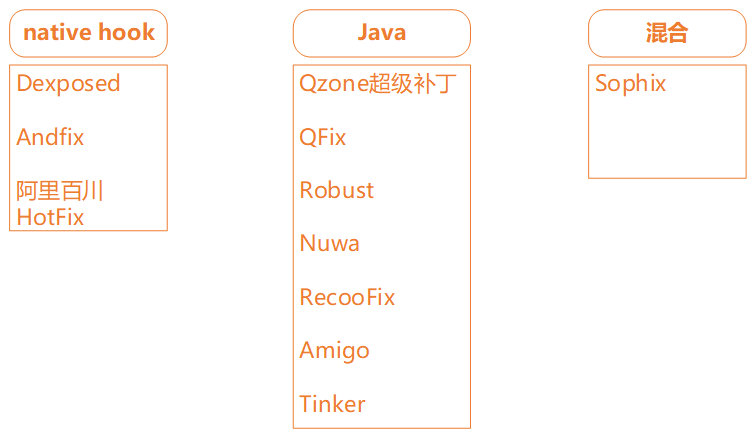 native hook
Dexposed
Andfix
阿里百川
HotFix
Java
Qzone超级补丁
QFix
Robust
Nuwa
RecooFix
Amigo
Tinker
混合
Sophix